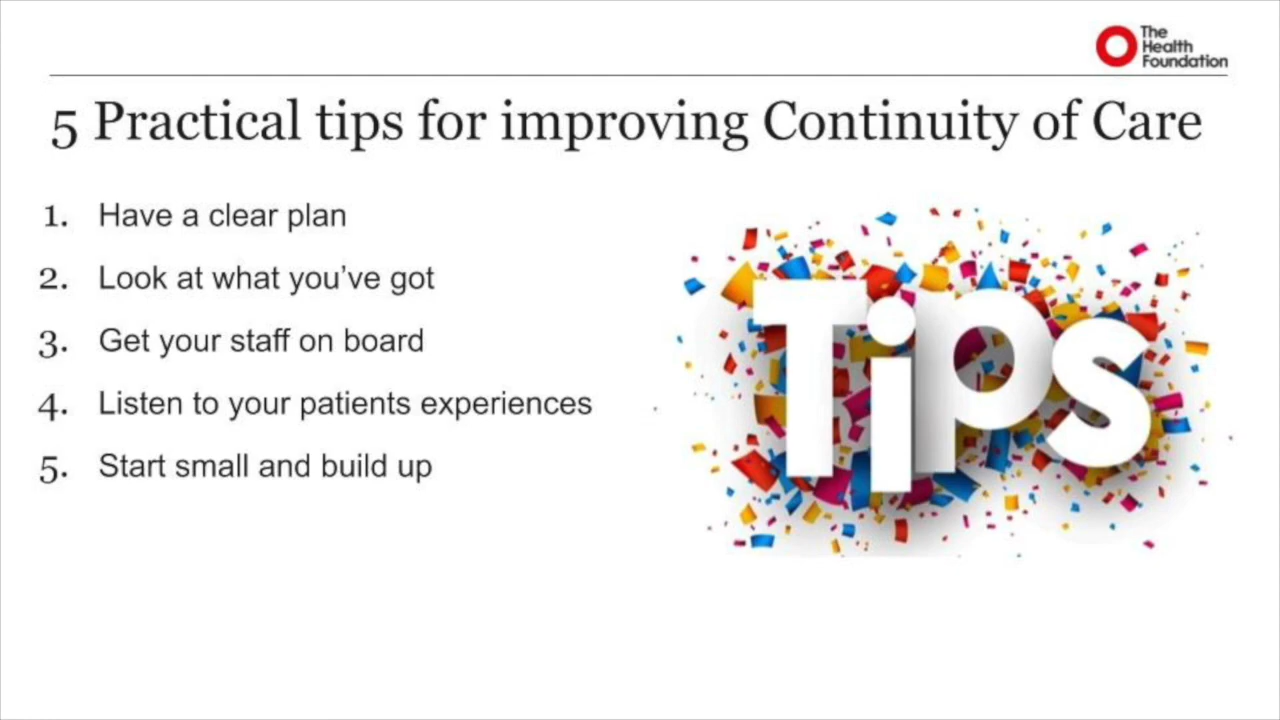 The
Health
Foundation
5 Practical tips for improving Continuity of Care
1. Have a clear plan
2. Look at what you've got
3. Get your staff on board
4. Listen to your patients experiences
5. Start small and build up
Tips